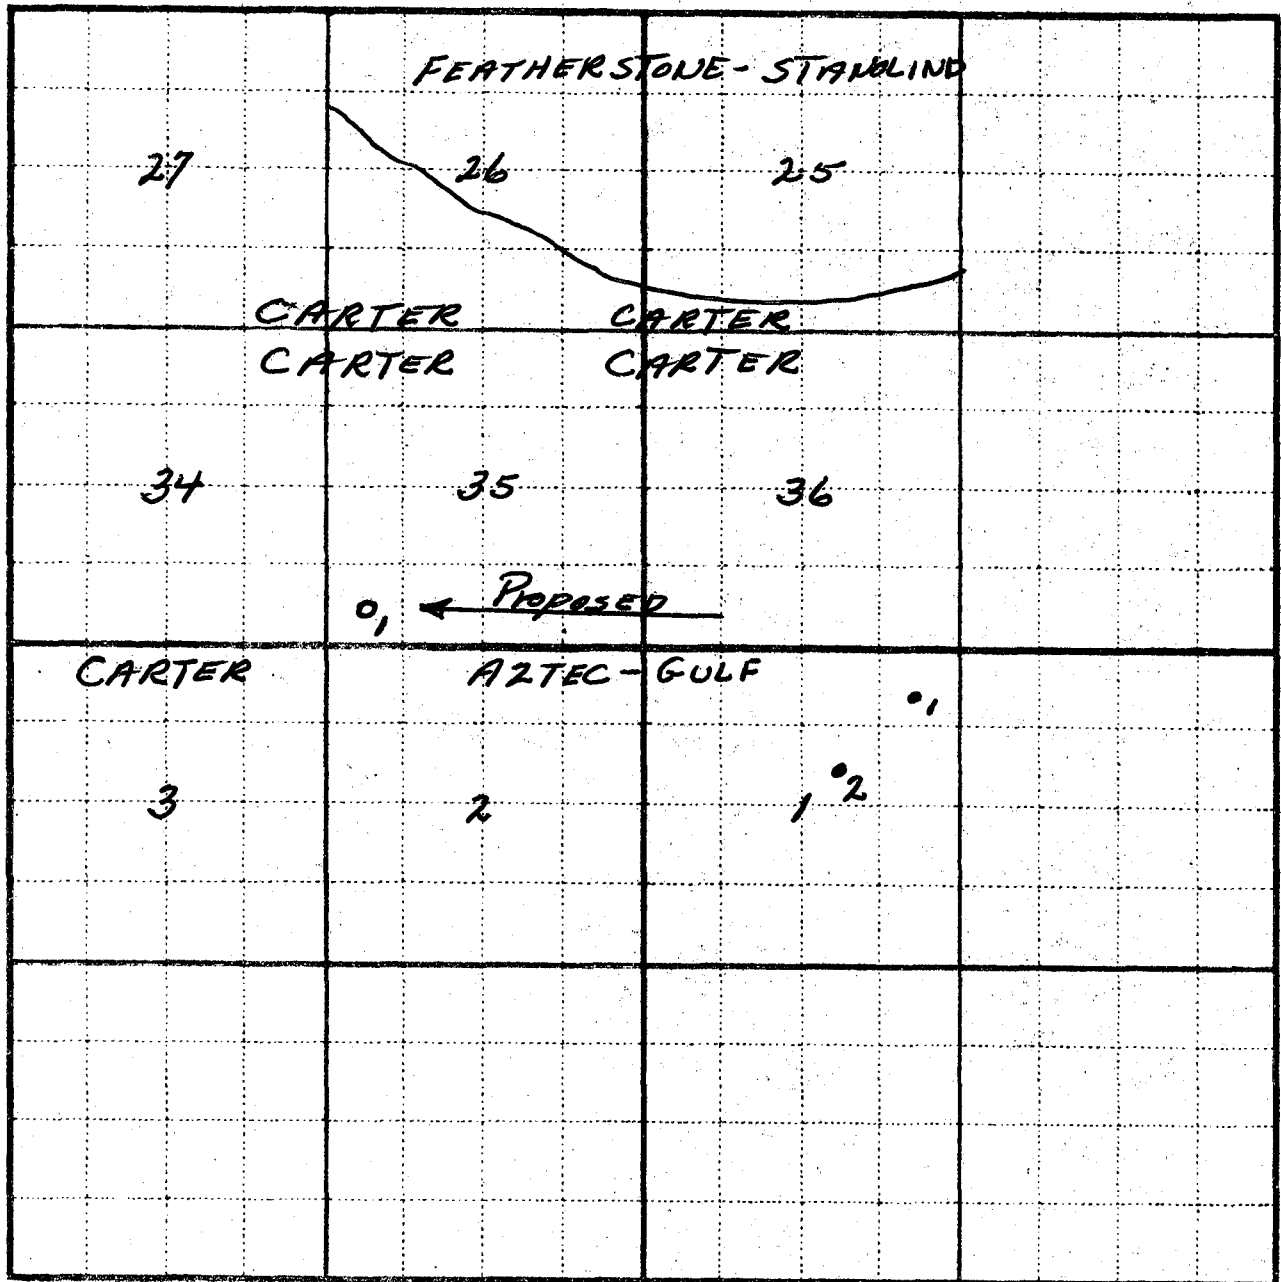 FEATHERSTONE - STANOLIND
27 26 25
CARTER CARTER
CARTER CARTER
34 35 36
1 PROPOSED
CARTER AZTEC - GULF
1
2
3 2 1